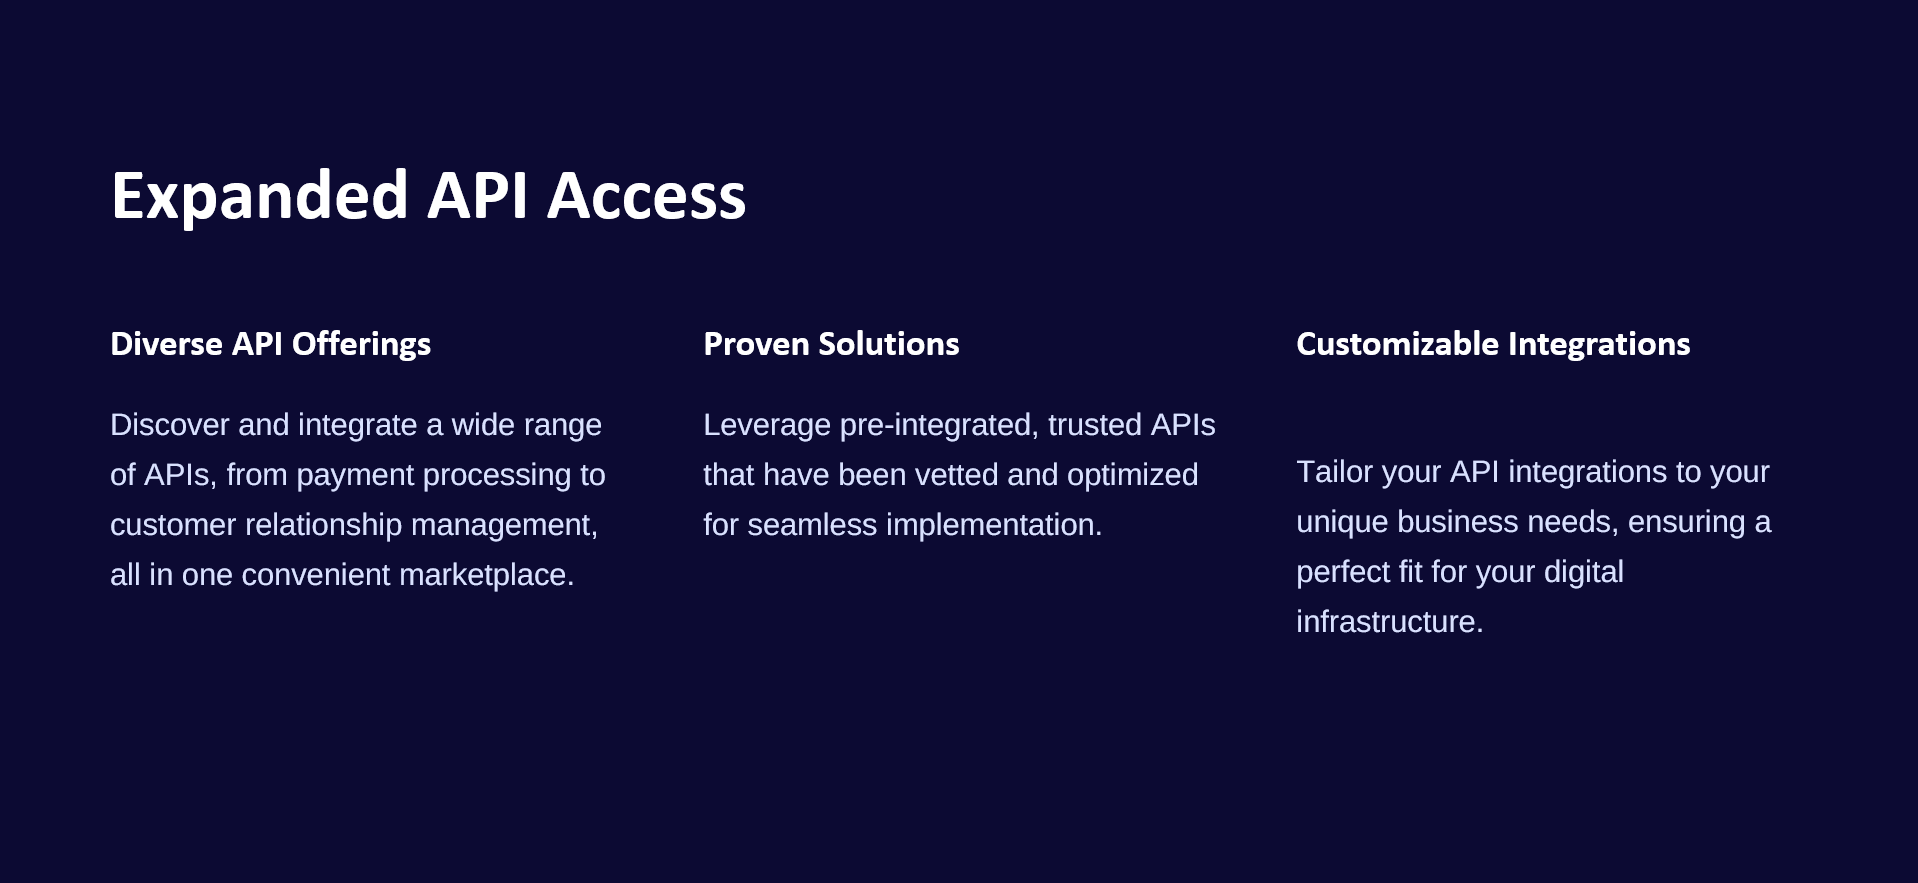 Expanded API Access
Diverse API Offerings
Discover and integrate a wide range
of APIs, from payment processing to
customer relationship management,
all in one convenient marketplace.
Proven Solutions
Leverage pre-integrated, trusted APIs
that have been vetted and optimized
for seamless implementation.
Customizable Integrations
Tailor your API integrations to your
unique business needs, ensuring a
perfect fit for your digital
infrastructure.